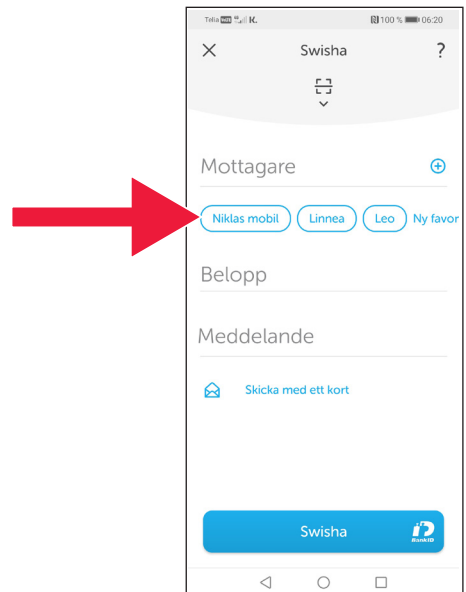 Telia K. 100 % 06:20
Swisha ?
Mottagare
Niklas mobil Linnea Leo Ny favor
Belopp
Meddelande
Skicka med ett kort
Swisha BankID